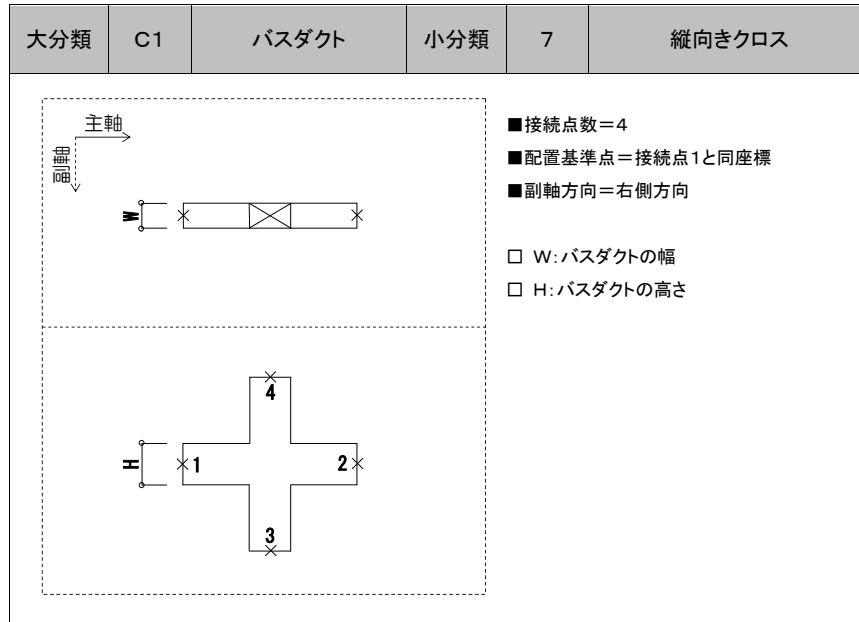 大分類 C1 バスダクト 小分類 7 縦向きクロス
主軸
副軸
W
■接続点数=4
■配置基準点=接続点1と同座標
■副軸方向=右側方向
□ W:バスダクトの幅
□ H:バスダクトの高さ
4
H
1
2
3